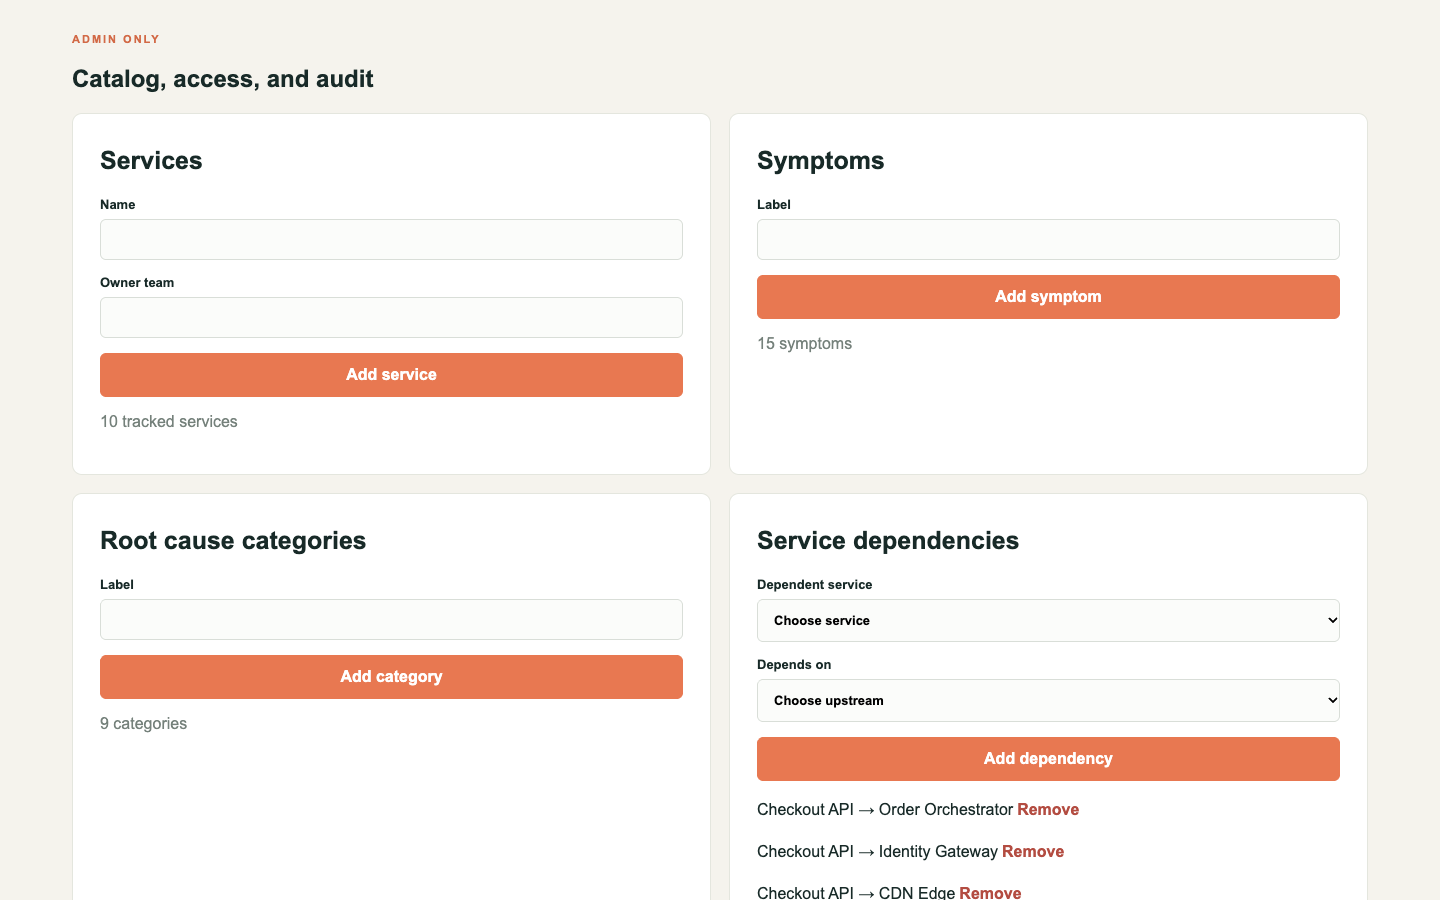 ADMIN ONLY
Catalog, access, and audit
Services
Name
Owner team
Add service
10 tracked services
Symptoms
Label
Add symptom
15 symptoms
Root cause categories
Label
Add category
9 categories
Service dependencies
Dependent service
Choose service
Depends on
Choose upstream
Add dependency
Checkout API → Order Orchestrator Remove
Checkout API → Identity Gateway Remove
Checkout API → CDN Edge Remove